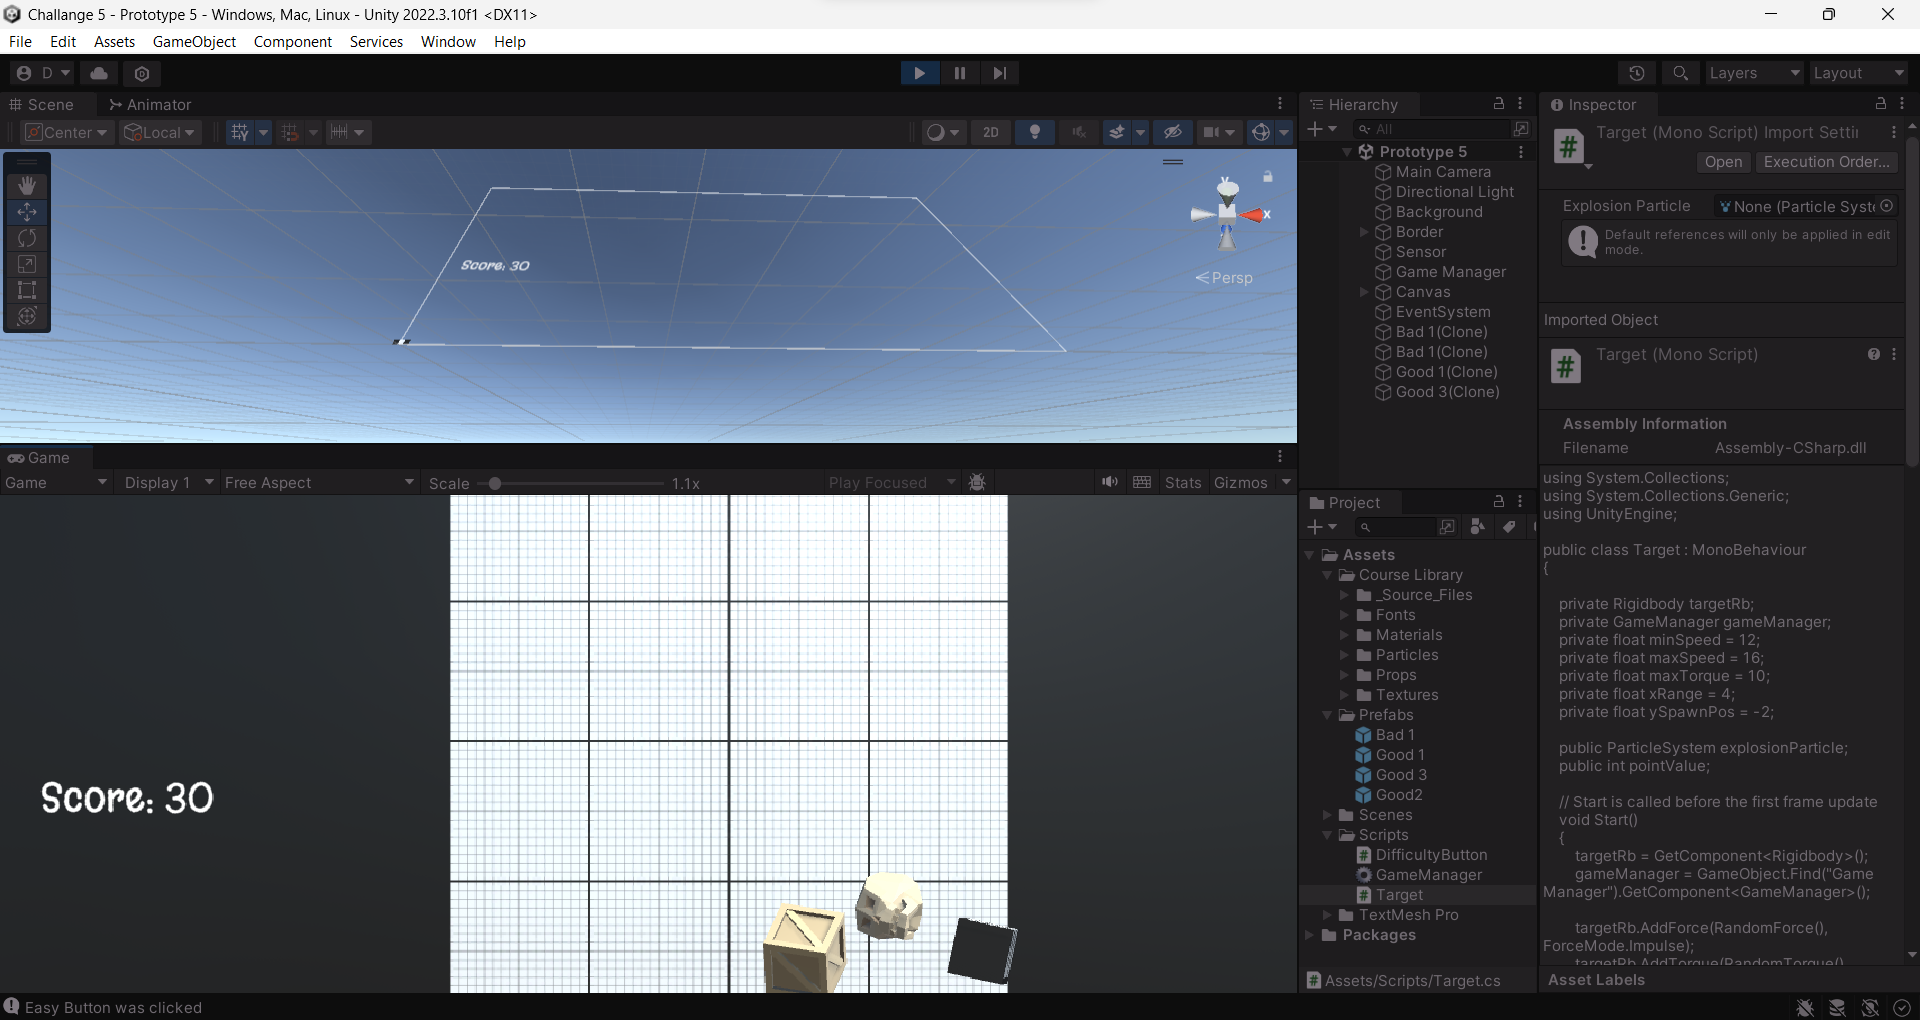 Challange 5 - Prototype 5 - Windows, Mac, Linux - Unity 2022.3.10f1 <DX11>
File Edit Assets GameObject Component Services Window Help
D Layers Layout
Scene Animator
Center Local 2D
Score: 30
Y
x
Persp
Game
Game Display 1 Free Aspect Scale 1.1x Play Focused Stats Gizmos
Score: 30
Hierarchy
All
Prototype 5
Main Camera
Directional Light
Background
Border
Sensor
Game Manager
Canvas
EventSystem
Bad 1(Clone)
Bad 1(Clone)
Good 1(Clone)
Good 3(Clone)
Project
Assets
Course Library
_Source_Files
Fonts
Materials
Particles
Props
Textures
Prefabs
Bad 1
Good 1
Good 3
Good2
Scenes
Scripts
DifficultyButton
GameManager
Target
TextMesh Pro
Packages
Assets/Scripts/Target.cs
Inspector
Target (Mono Script) Import Settin
Open Execution Order...
Explosion Particle None (Particle Syste
Default references will only be applied in edit
mode.
Imported Object
Target (Mono Script)
Assembly Information
Filename Assembly-CSharp.dll
using System.Collections;
using System.Collections.Generic;
using UnityEngine;
public class Target : MonoBehaviour
{
private Rigidbody targetRb;
private GameManager gameManager;
private float minSpeed = 12;
private float maxSpeed = 16;
private float maxTorque = 10;
private float xRange = 4;
private float ySpawnPos = -2;
public ParticleSystem explosionParticle;
public int pointValue;
// Start is called before the first frame update
void Start()
{
targetRb = GetComponent<Rigidbody>();
gameManager = GameObject.Find("Game
Manager").GetComponent<GameManager>();
targetRb.AddForce(RandomForce(),
ForceMode.Impulse);
targetRb.AddTorque(RandomTorque(),
Asset Labels
Easy Button was clicked